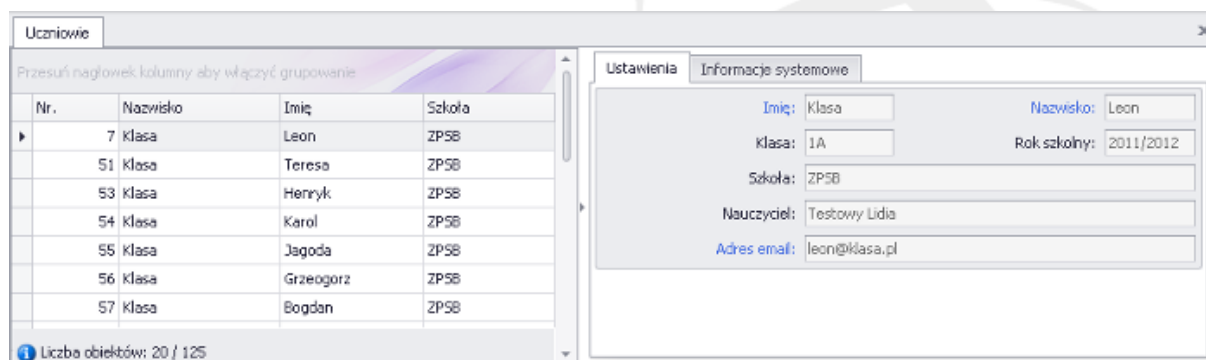 Uczniowie
Przesuń nagłowek kolumny aby włączyć grupowanie
Nr. Nazwisko Imię Szkoła
7 Klasa Leon ZPSB
51 Klasa Teresa ZPSB
53 Klasa Henryk ZPSB
54 Klasa Karol ZPSB
55 Klasa Jagoda ZPSB
56 Klasa Grzeogorz ZPSB
57 Klasa Bogdan ZPSB
Liczba obiektów: 20 / 125
Ustawienia Informacje systemowe
Imię: Klasa Nazwisko: Leon
Klasa: 1A Rok szkolny: 2011/2012
Szkoła: ZPSB
Nauczyciel: Testowy Lidia
Adres email: leon@klasa.pl